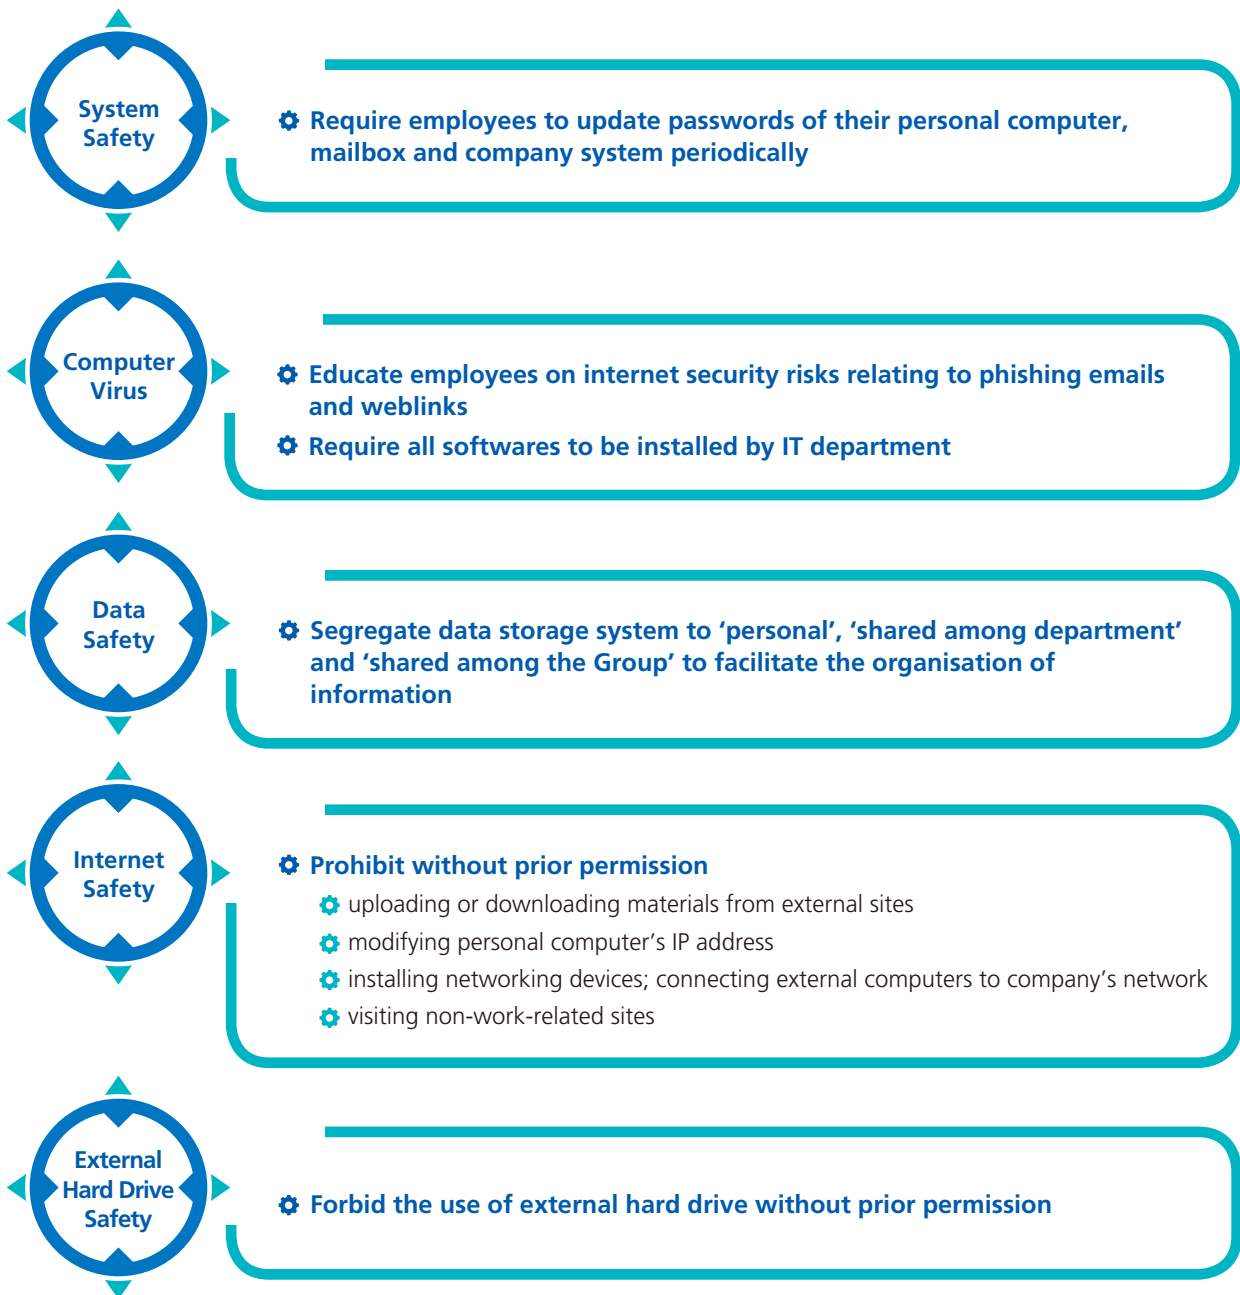 System
Safety
Require employees to update passwords of their personal computer,
mailbox and company system periodically
Computer
Virus
Educate employees on internet security risks relating to phishing emails
and weblinks
Require all softwares to be installed by IT department
Data
Safety
Segregate data storage system to ‘personal’, ‘shared among department’
and ‘shared among the Group’ to facilitate the organisation of
information
Internet
Safety
Prohibit without prior permission
uploading or downloading materials from external sites
modifying personal computer’s IP address
installing networking devices; connecting external computers to company’s network
visiting non-work-related sites
External
Hard Drive
Safety
Forbid the use of external hard drive without prior permission